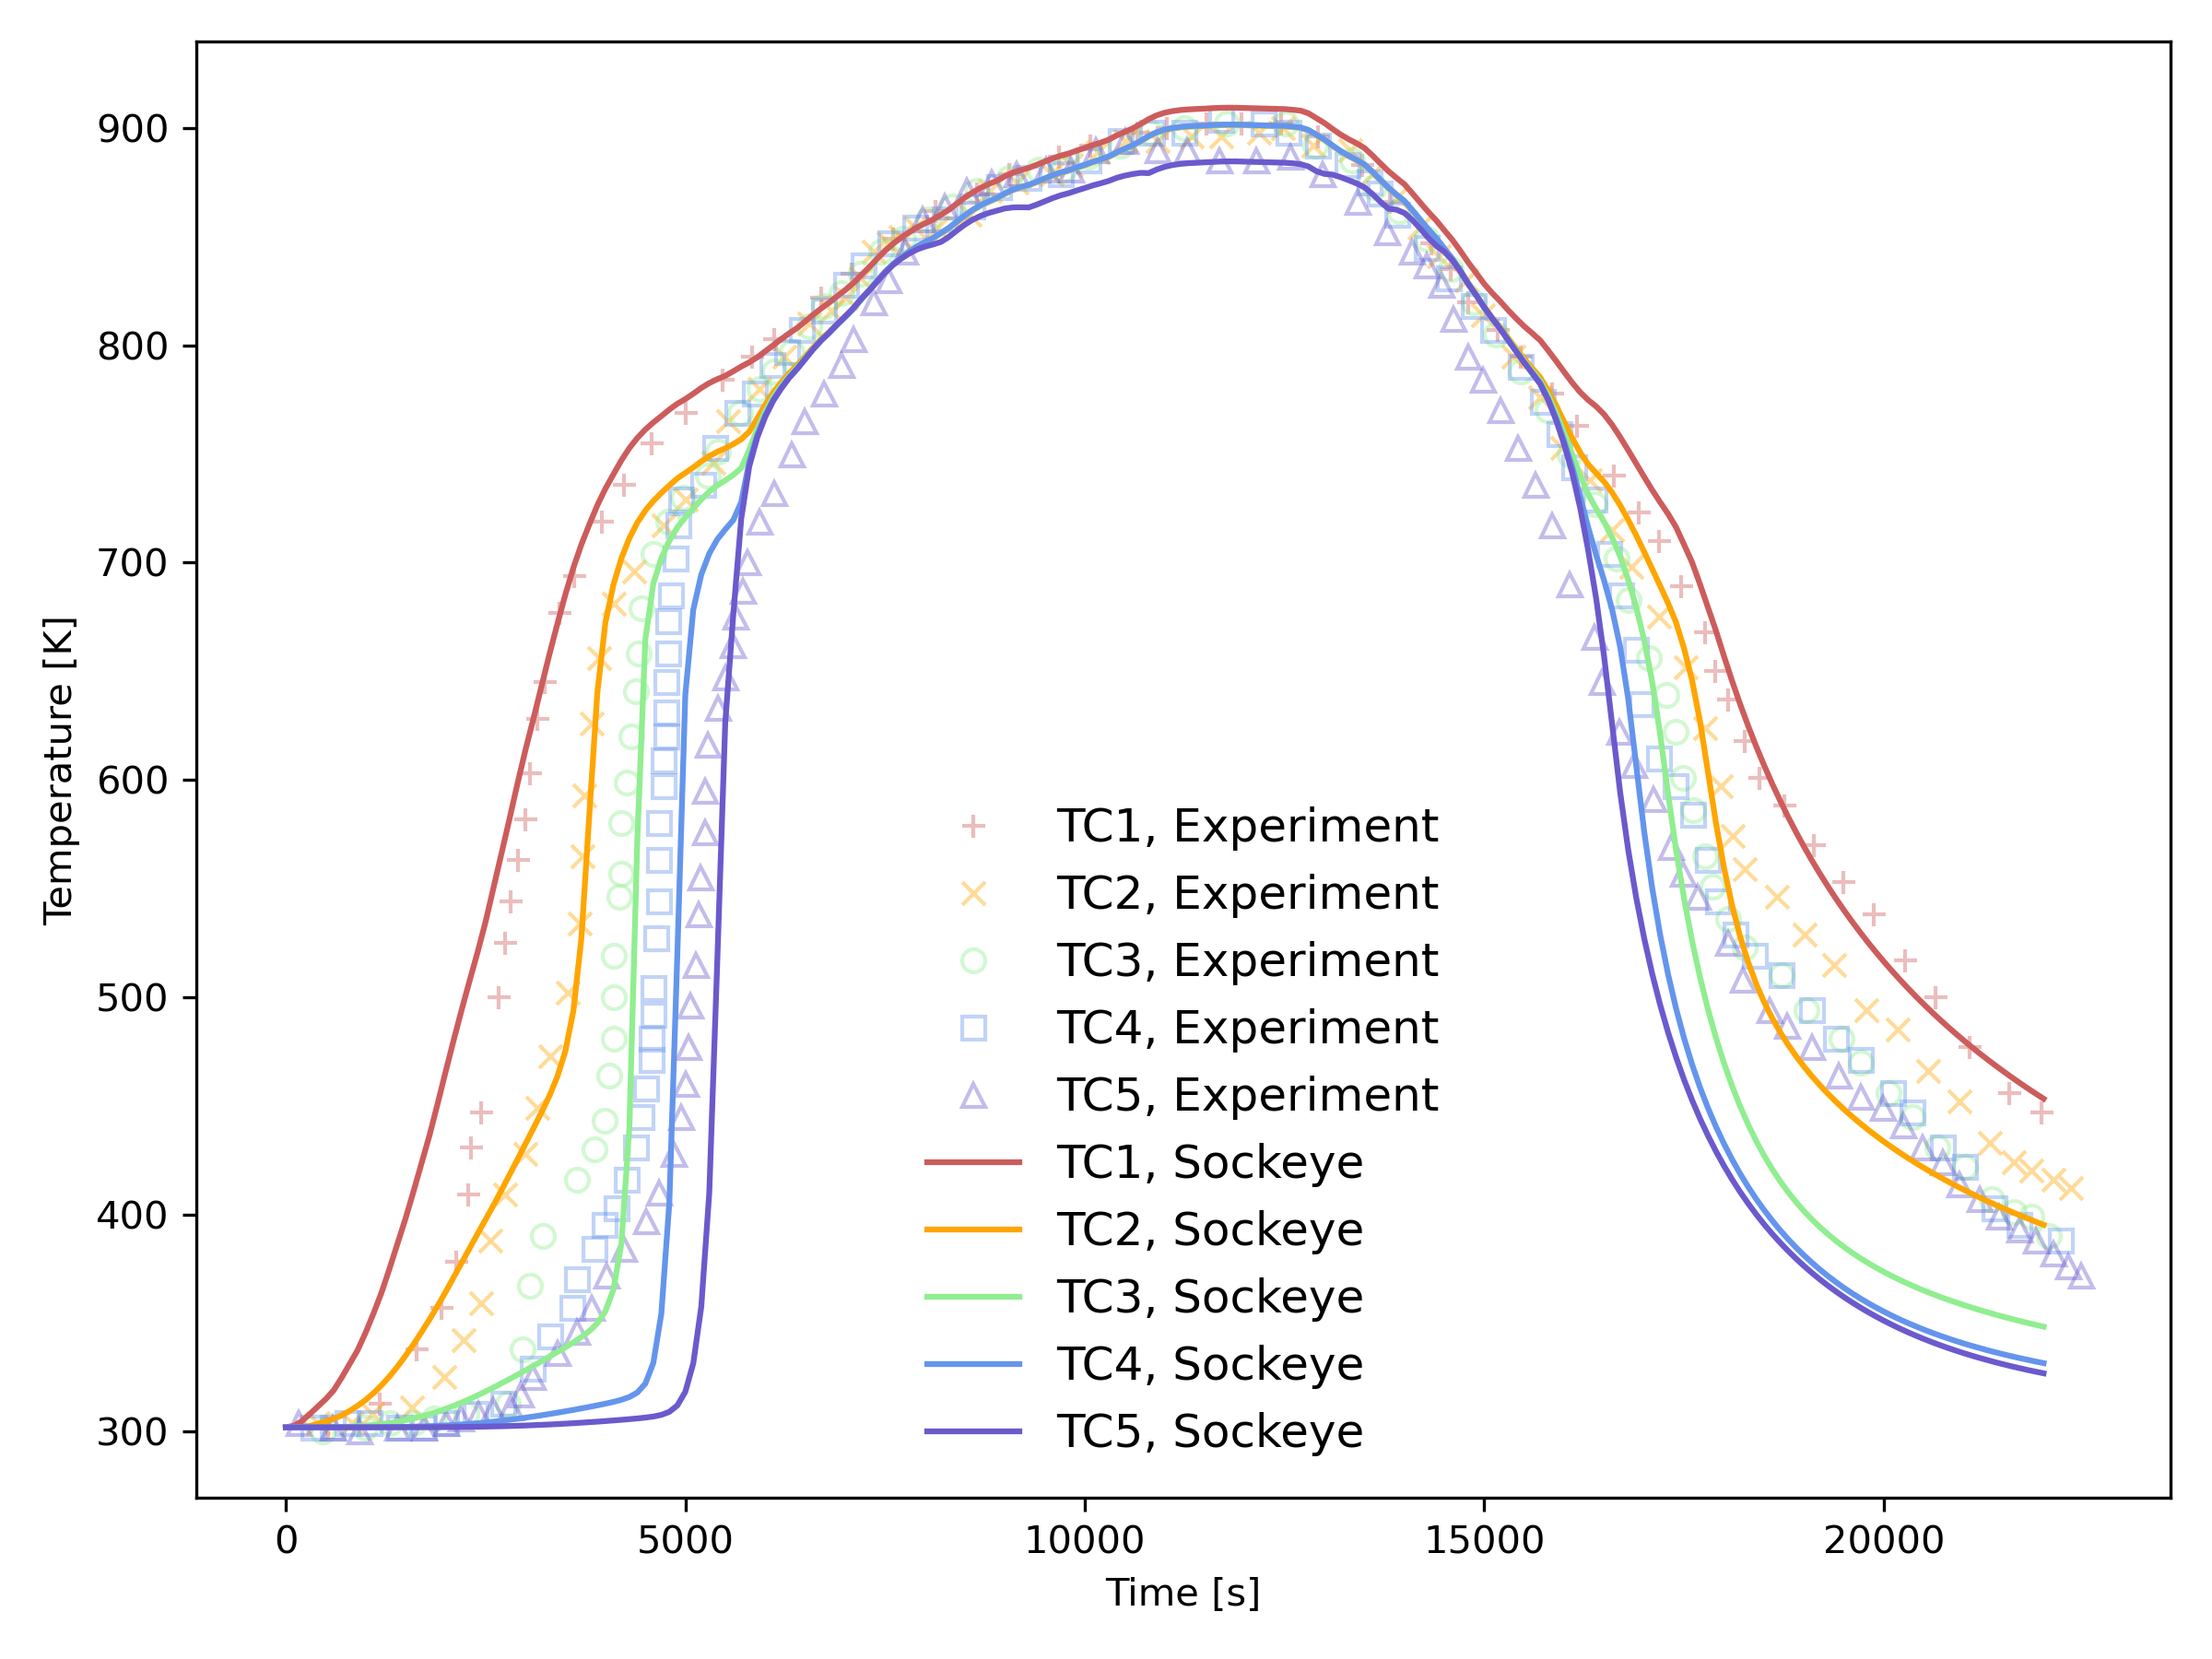 900
800
700
600
500
400
300
Temperature [K]
TC1, Experiment
TC2, Experiment
TC3, Experiment
TC4, Experiment
TC5, Experiment
TC1, Sockeye
TC2, Sockeye
TC3, Sockeye
TC4, Sockeye
TC5, Sockeye
0 5000 10000 15000 20000
Time [s]